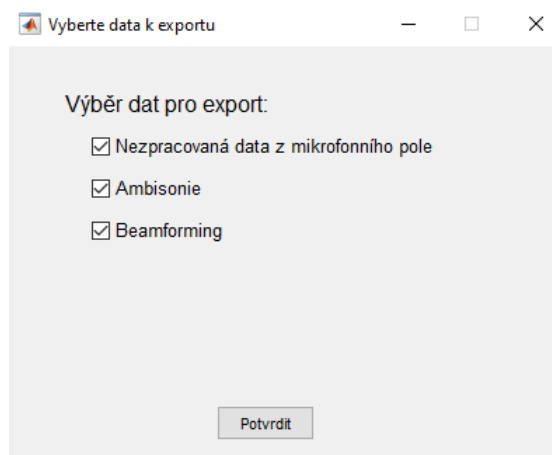 Vyberte data k exportu
Výběr dat pro export:
Nezpracovaná data z mikrofonního pole
Ambisonie
Beamforming
Potvrdit